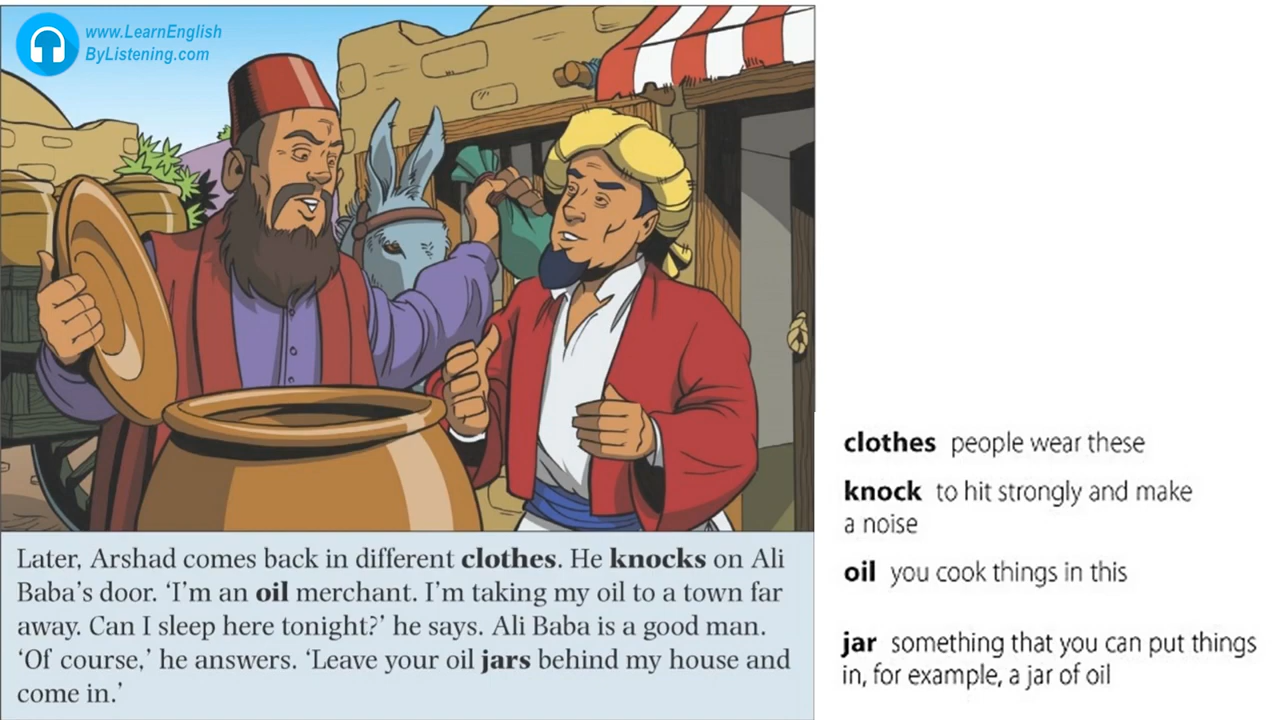 www.LearnEnglish
ByListening.com
Later, Arshad comes back in different clothes. He knocks on Ali
Baba’s door. ‘I’m an oil merchant. I’m taking my oil to a town far
away. Can I sleep here tonight?’ he says. Ali Baba is a good man.
‘Of course,’ he answers. ‘Leave your oil jars behind my house and
come in.’
clothes people wear these
knock to hit strongly and make
a noise
oil you cook things in this
jar something that you can put things
in, for example, a jar of oil